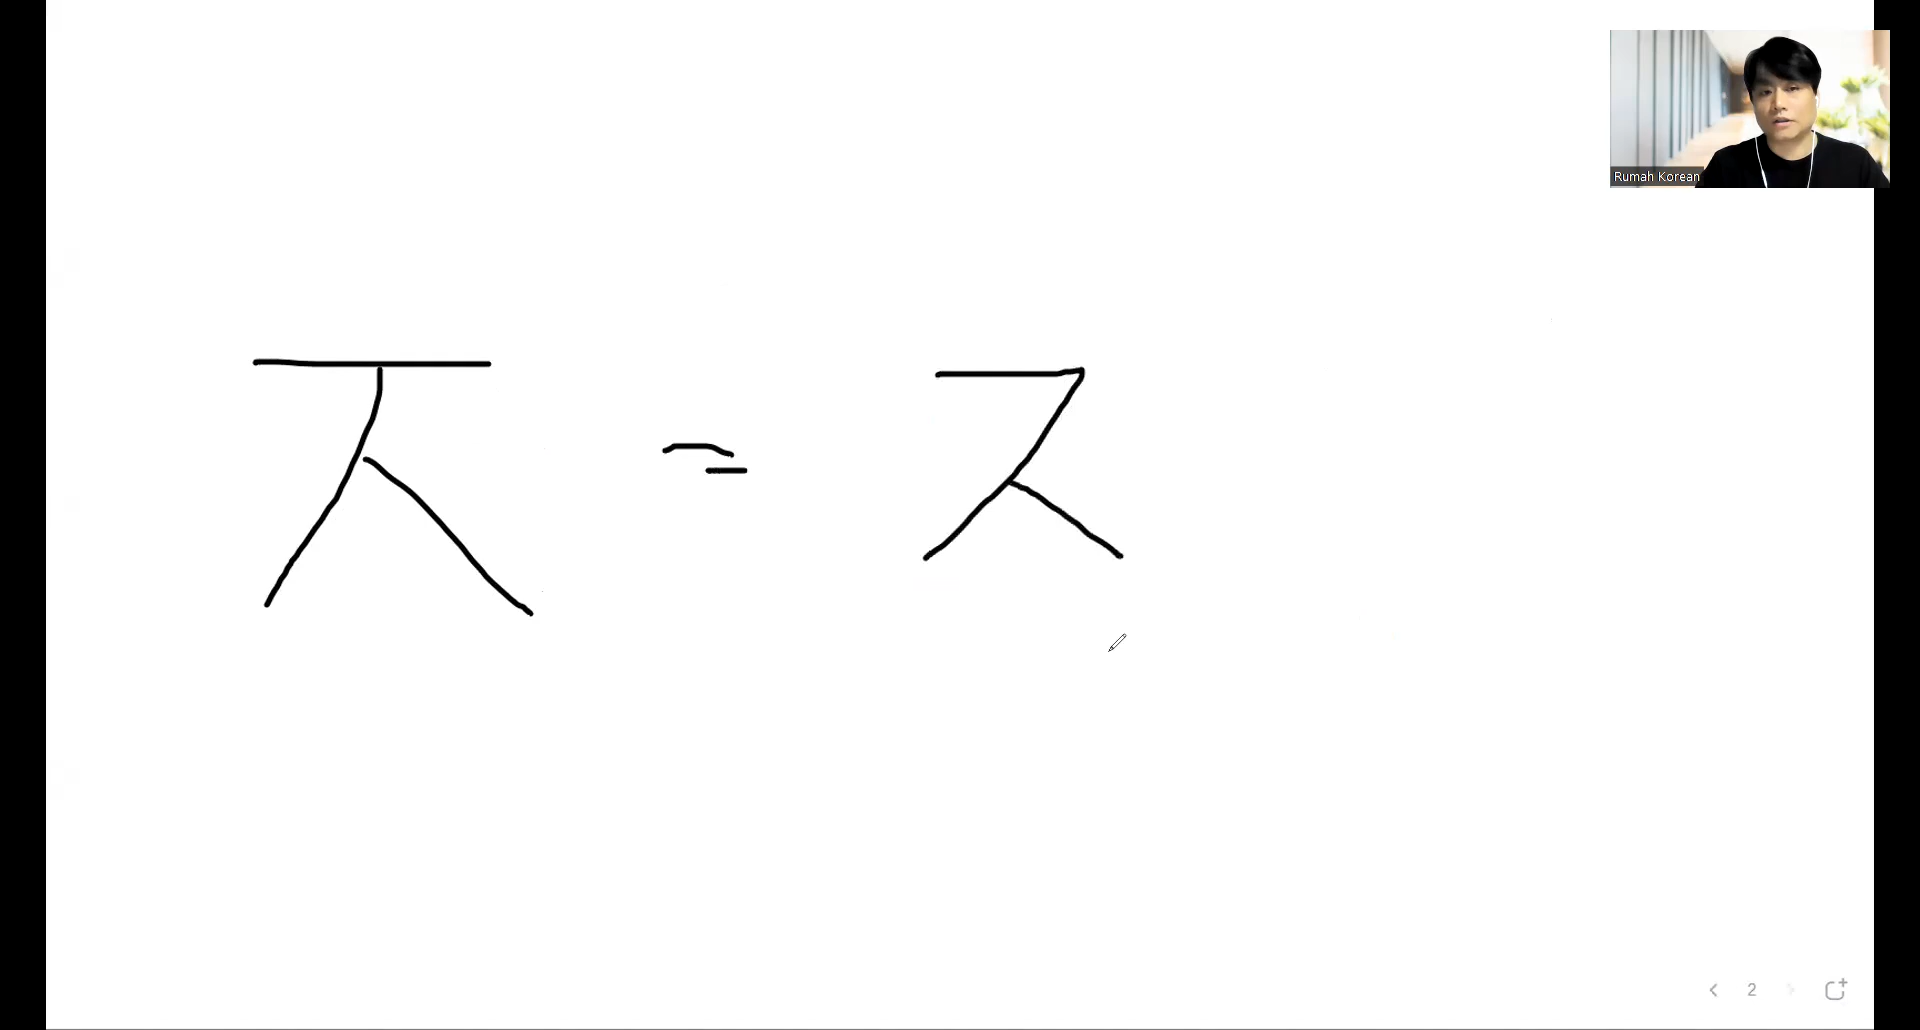 ㅈ = ㅈ
Rumah Korean
2